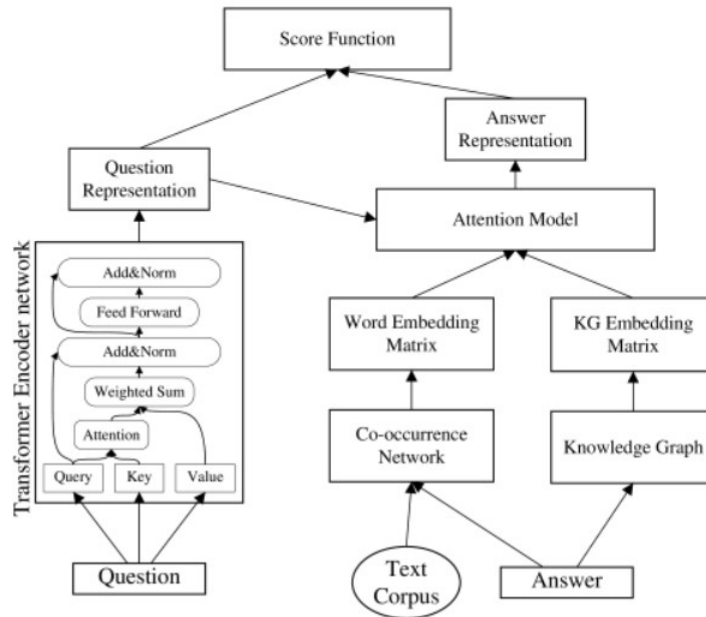 Score Function
Answer
Representation
Question
Representation
Attention Model
Transformer Encoder network
Add&Norm
Feed Forward
Add&Norm
Weighted Sum
Attention
Query
Key
Value
Word Embedding
Matrix
KG Embedding
Matrix
Co-occurrence
Network
Knowledge Graph
Question
Text
Corpus
Answer